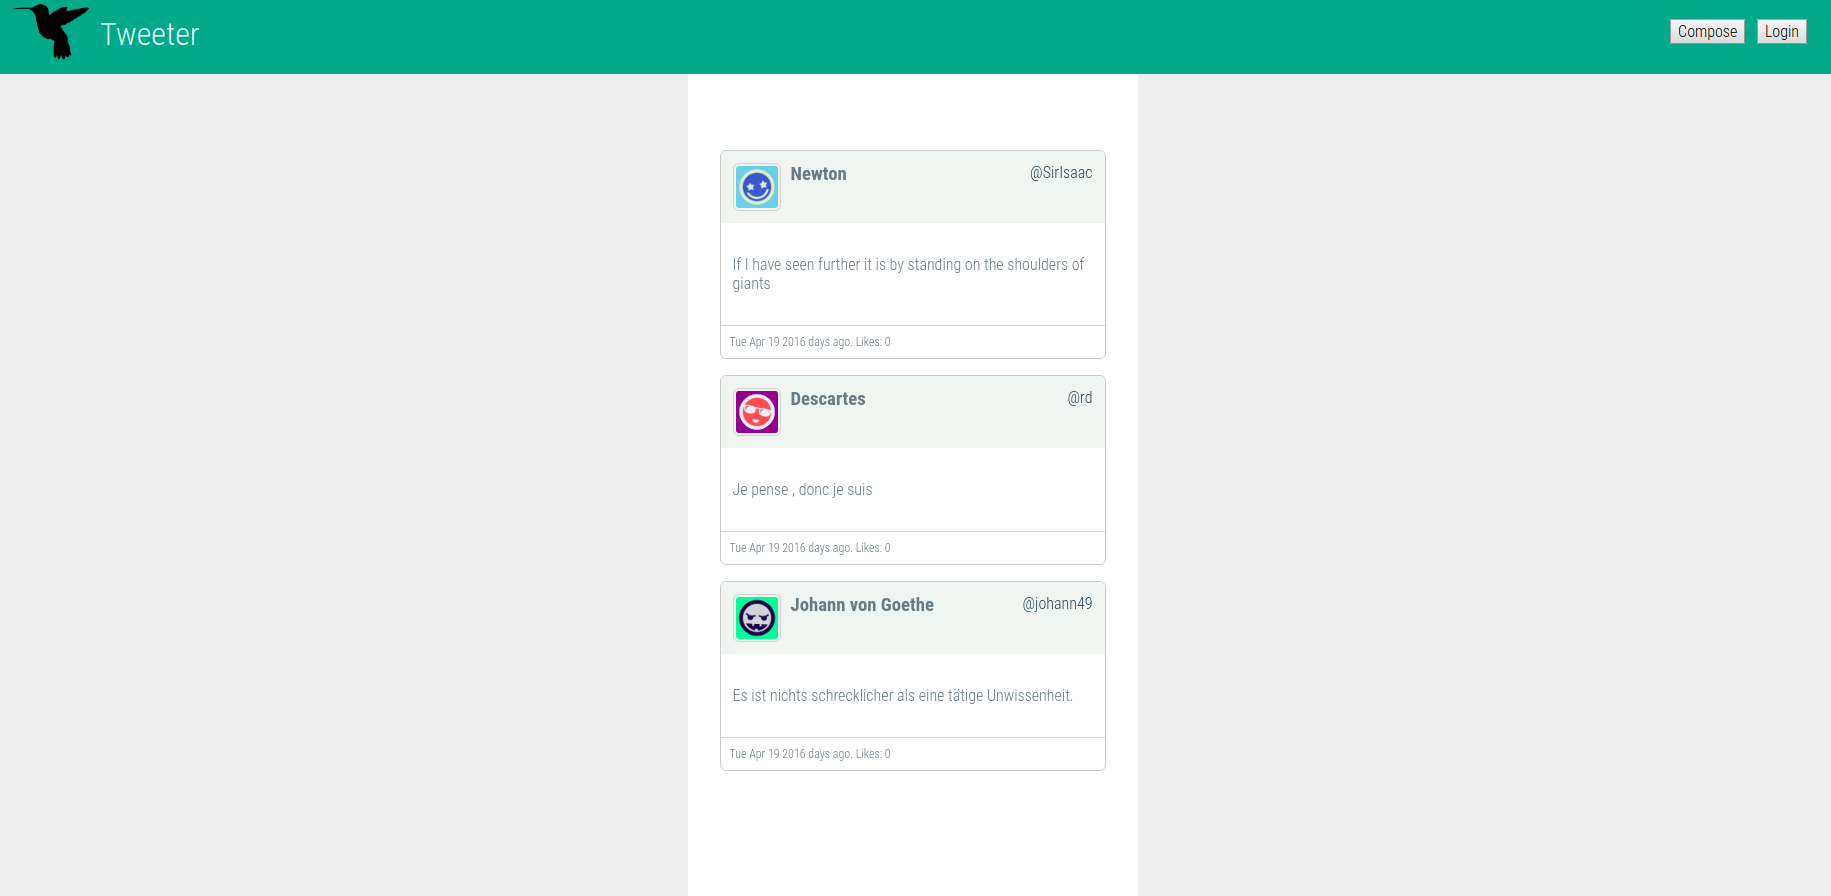 Tweeter
Compose
Login
Newton
@SirIsaac
If I have seen further it is by standing on the shoulders of
giants
Tue Apr 19 2016 days ago. Likes: 0
Descartes
@rd
Je pense , donc je suis
Tue Apr 19 2016 days ago. Likes: 0
Johann von Goethe
@johann49
Es ist nichts schrecklicher als eine tätige Unwissenheit.
Tue Apr 19 2016 days ago. Likes: 0